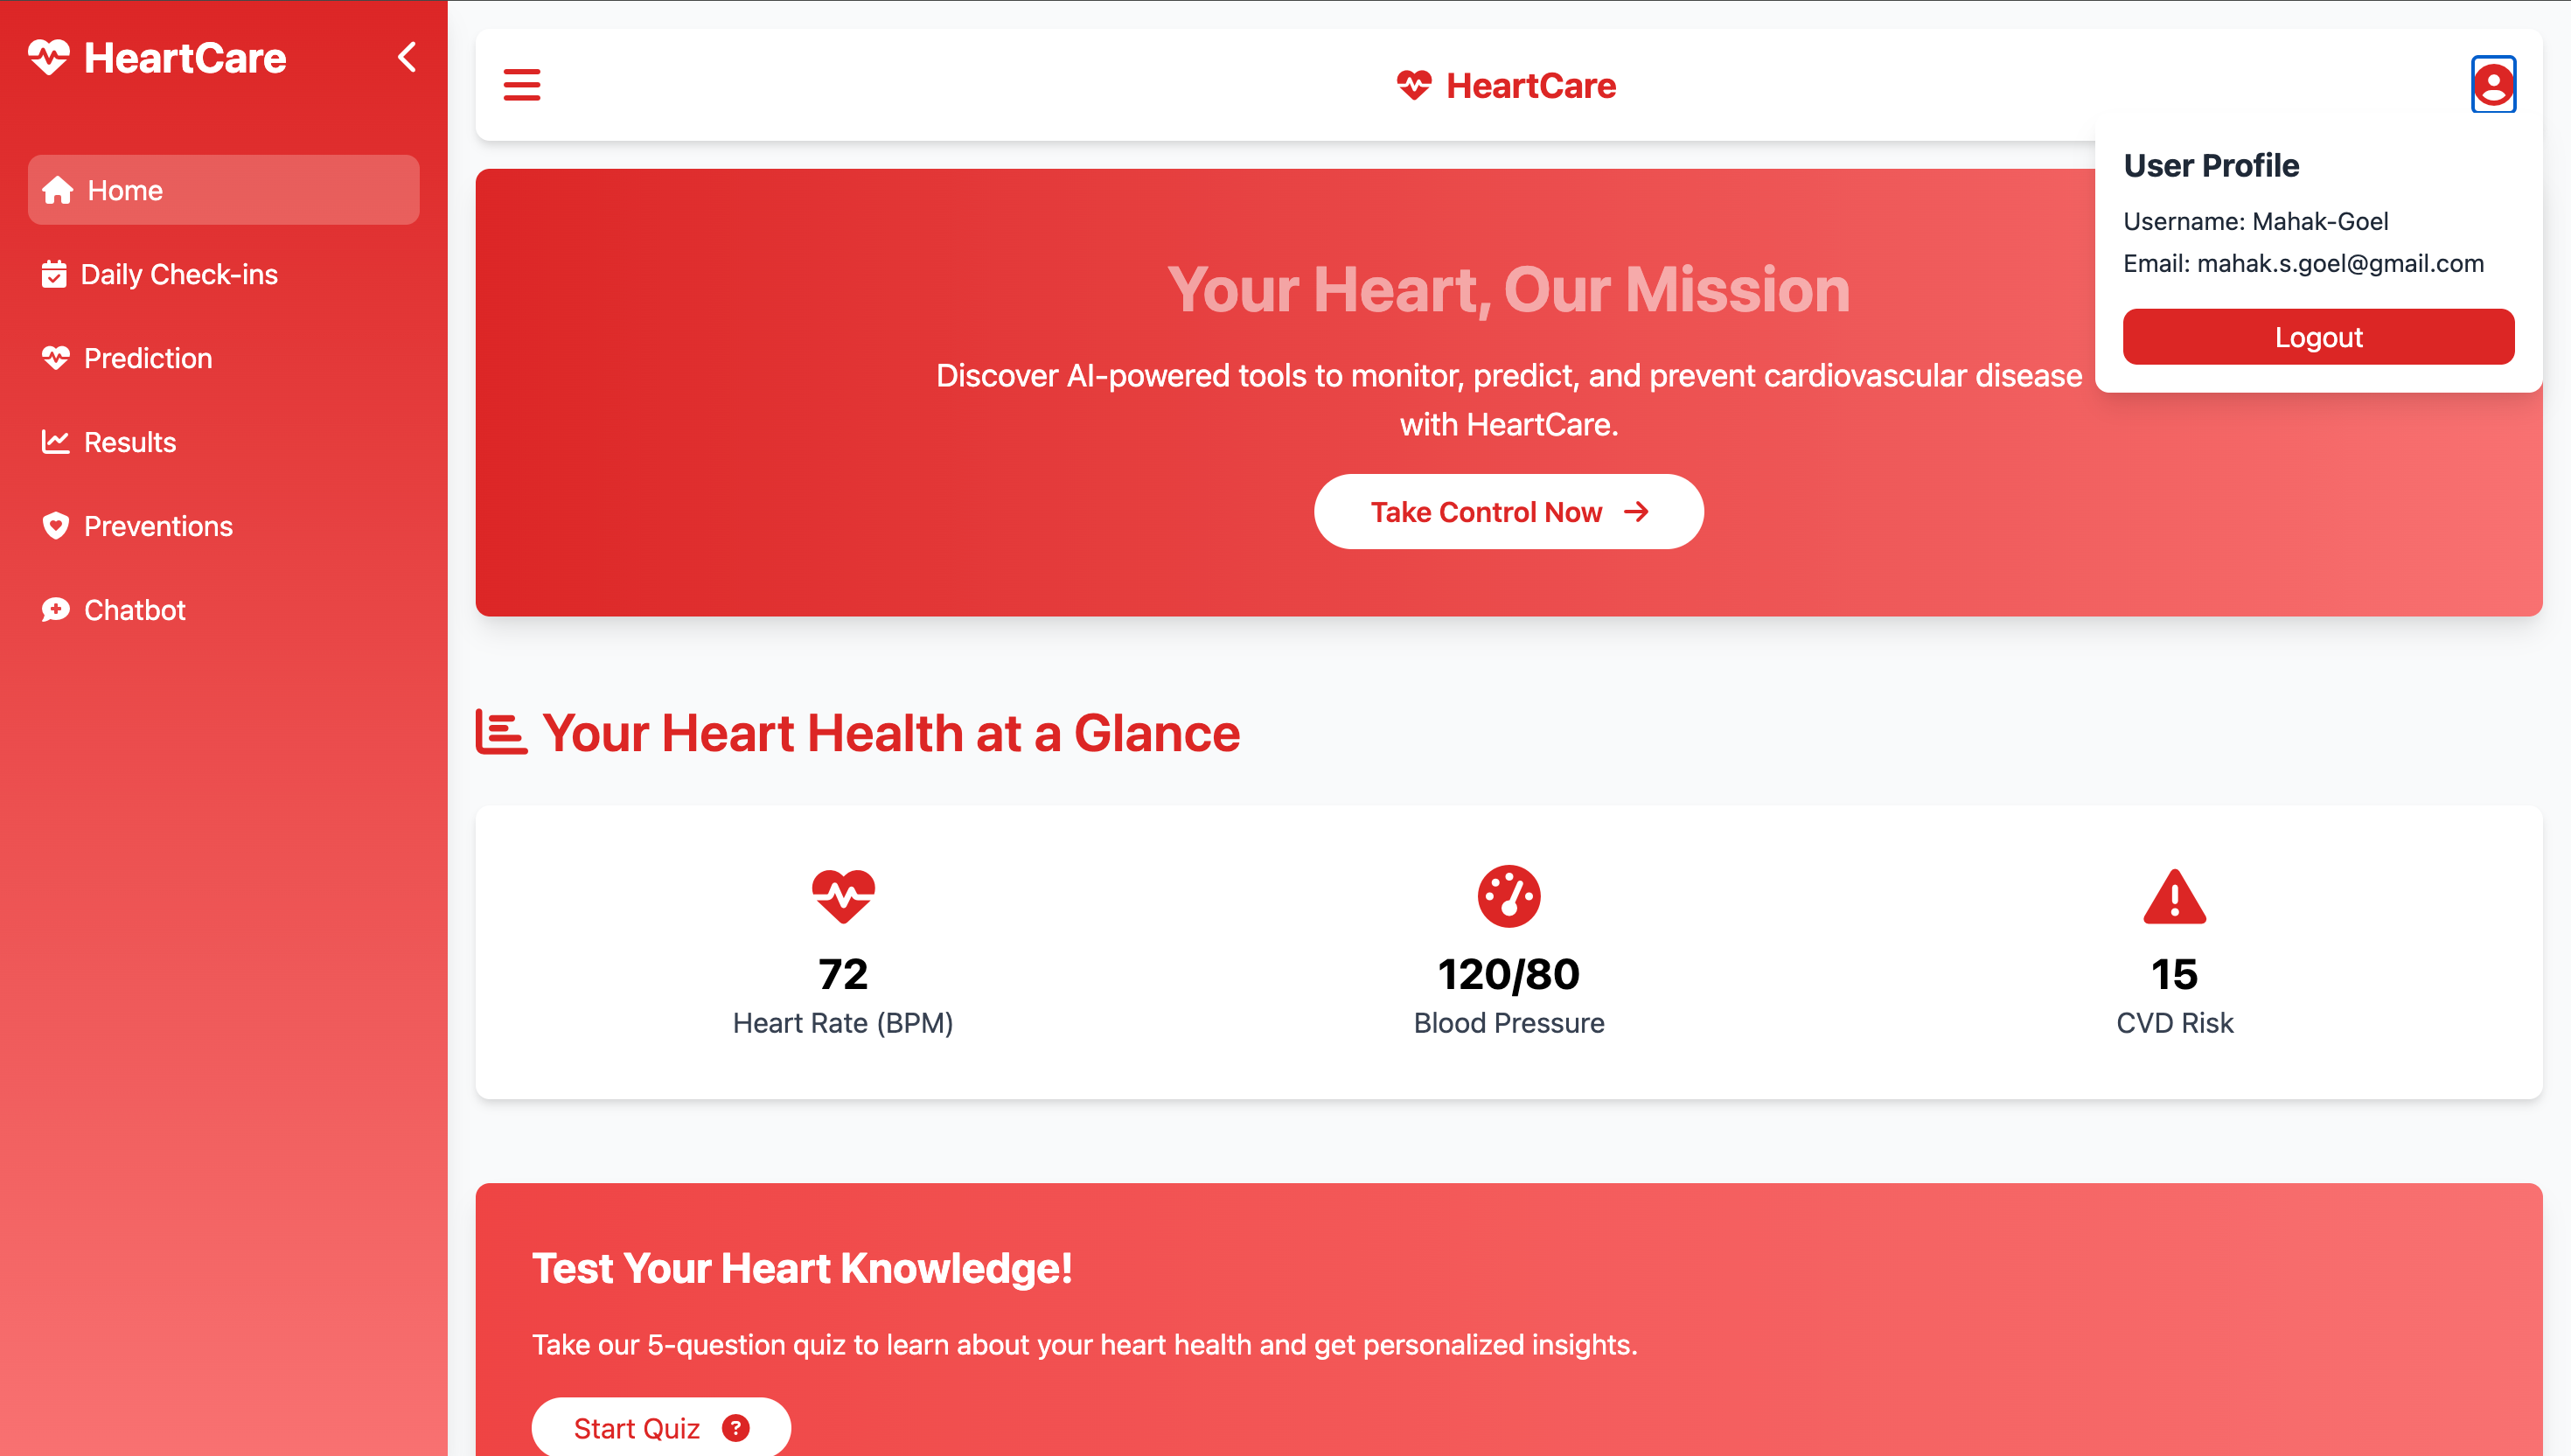 HeartCare
Home
Daily Check-ins
Prediction
Results
Preventions
Chatbot
HeartCare
User Profile
Username: Mahak-Goel
Email: mahak.s.goel@gmail.com
Logout
Your Heart, Our Mission
Discover AI-powered tools to monitor, predict, and prevent cardiovascular disease
with HeartCare.
Take Control Now
Your Heart Health at a Glance
72
Heart Rate (BPM)
120/80
Blood Pressure
15
CVD Risk
Test Your Heart Knowledge!
Take our 5-question quiz to learn about your heart health and get personalized insights.
Start Quiz